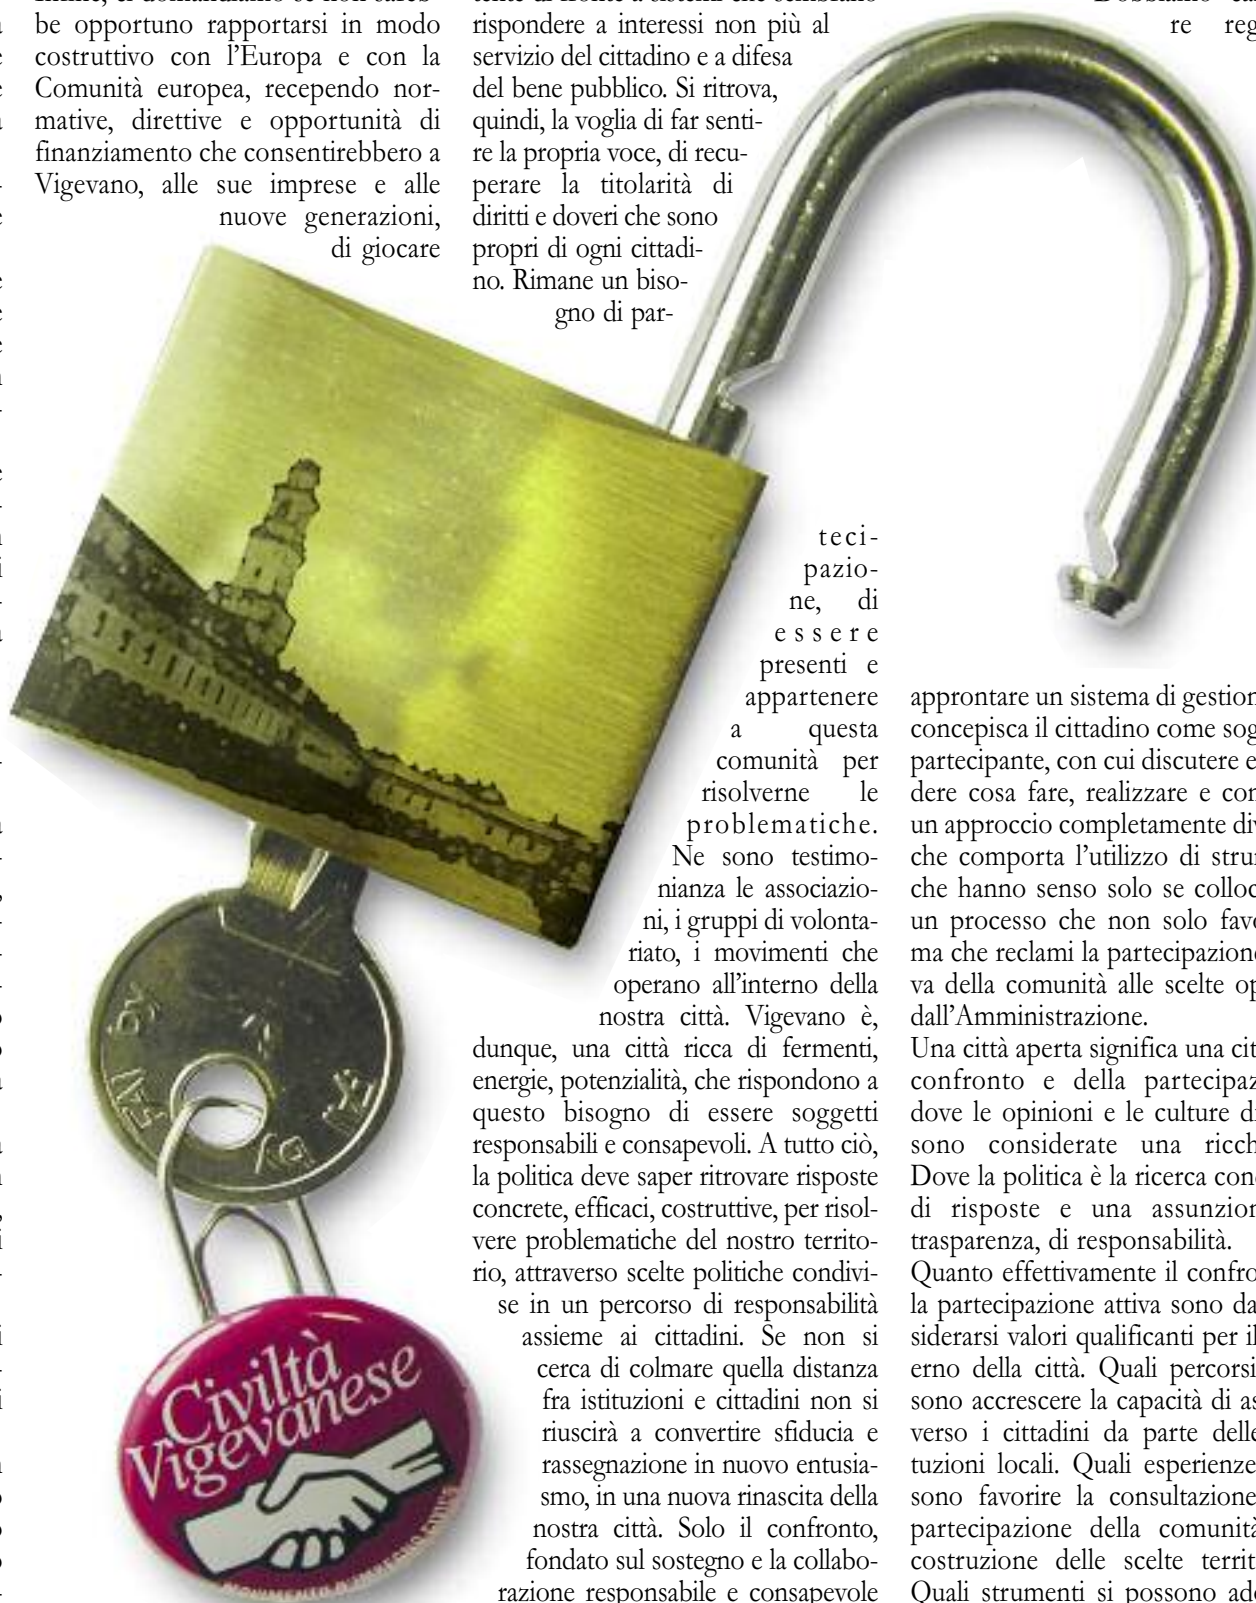 be opportuno rapportarsi in modo
costruttivo con l'Europa e con la
Comunità europea, recependo nor-
mative, direttive e opportunità di
finanziamento che consentirebbero a
Vigevano, alle sue imprese e alle
nuove generazioni,
di giocare
rispondere a interessi non più al
servizio del cittadino e a difesa
del bene pubblico. Si ritrova,
quindi, la voglia di far senti-
re la propria voce, di recu-
perare la titolarità di
diritti e doveri che sono
propri di ogni cittadi-
no. Rimane un biso-
gno di par-
teci-
pazio-
ne, di
essere
presenti e
appartenere
a questa
comunità per
risolverne le
problematiche.
Ne sono testimo-
nianza le associazio-
ni, i gruppi di volonta-
riato, i movimenti che
operano all'interno della
nostra città. Vigevano è,
dunque, una città ricca di fermenti,
energie, potenzialità, che rispondono a
questo bisogno di essere soggetti
responsabili e consapevoli. A tutto ciò,
la politica deve saper ritrovare risposte
concrete, efficaci, costruttive, per risol-
vere problematiche del nostro territo-
rio, attraverso scelte politiche condivi-
se in un percorso di responsabilità
assieme ai cittadini. Se non si
cerca di colmare quella distanza
fra istituzioni e cittadini non si
riuscirà a convertire sfiducia e
rassegnazione in nuovo entusia-
smo, in una nuova rinascita della
nostra città. Solo il confronto,
fondato sul sostegno e la collabo-
razione responsabile e consapevole
re reg
approntare un sistema di gestion
concepisca il cittadino come sog
partecipante, con cui discutere e
dere cosa fare, realizzare e con
un approccio completamente div
che comporta l'utilizzo di stru
che hanno senso solo se colloc
un processo che non solo favo
ma che reclami la partecipazione
va della comunità alle scelte op
dall'Amministrazione.
Una città aperta significa una cit
confronto e della partecipaz
dove le opinioni e le culture di
sono considerate una ricch
Dove la politica è la ricerca conc
di risposte e una assunzion
trasparenza, di responsabilità.
Quanto effettivamente il confro
la partecipazione attiva sono da
siderarsi valori qualificanti per il
erno della città. Quali percorsi
sono accrescere la capacità di as
verso i cittadini da parte delle
tuzioni locali. Quali esperienze
sono favorire la consultazione
partecipazione della comunità
costruzione delle scelte territ
Quali strumenti si possono ado
Civiltà
Vigevanese